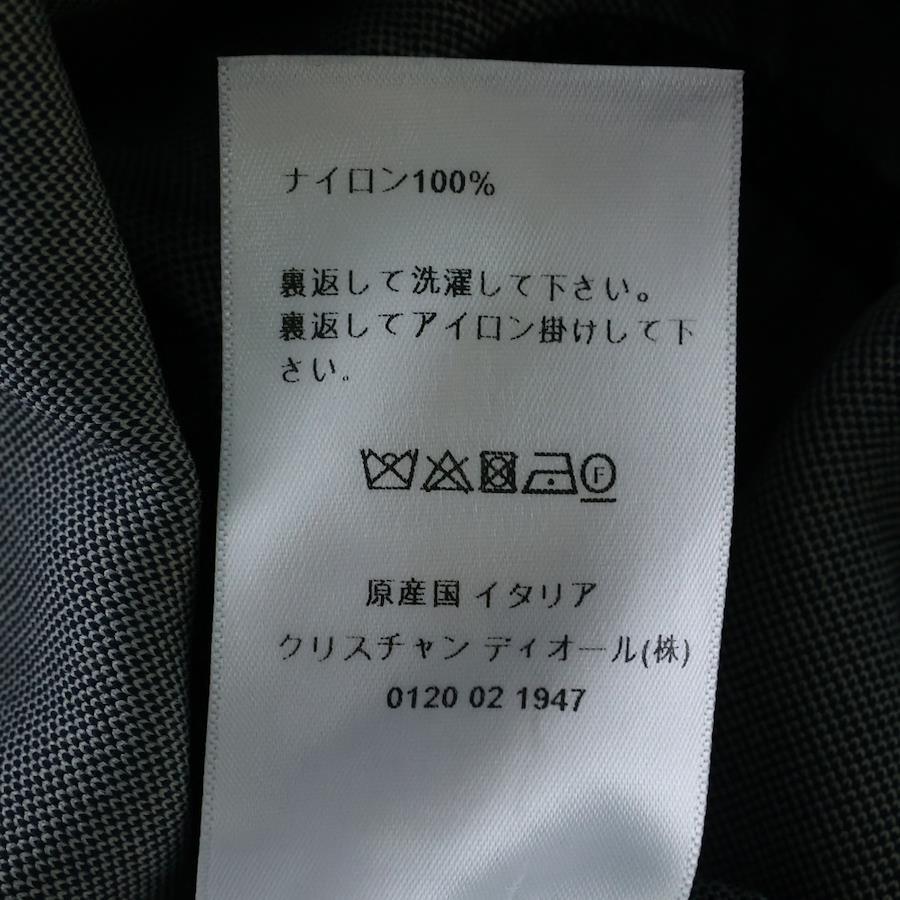 ナイロン100%
裏返して洗濯して下さい。
裏返してアイロン掛けして下
さい。
F
原産国 イタリア
クリスチャン ディオール(株)
0120 02 1947